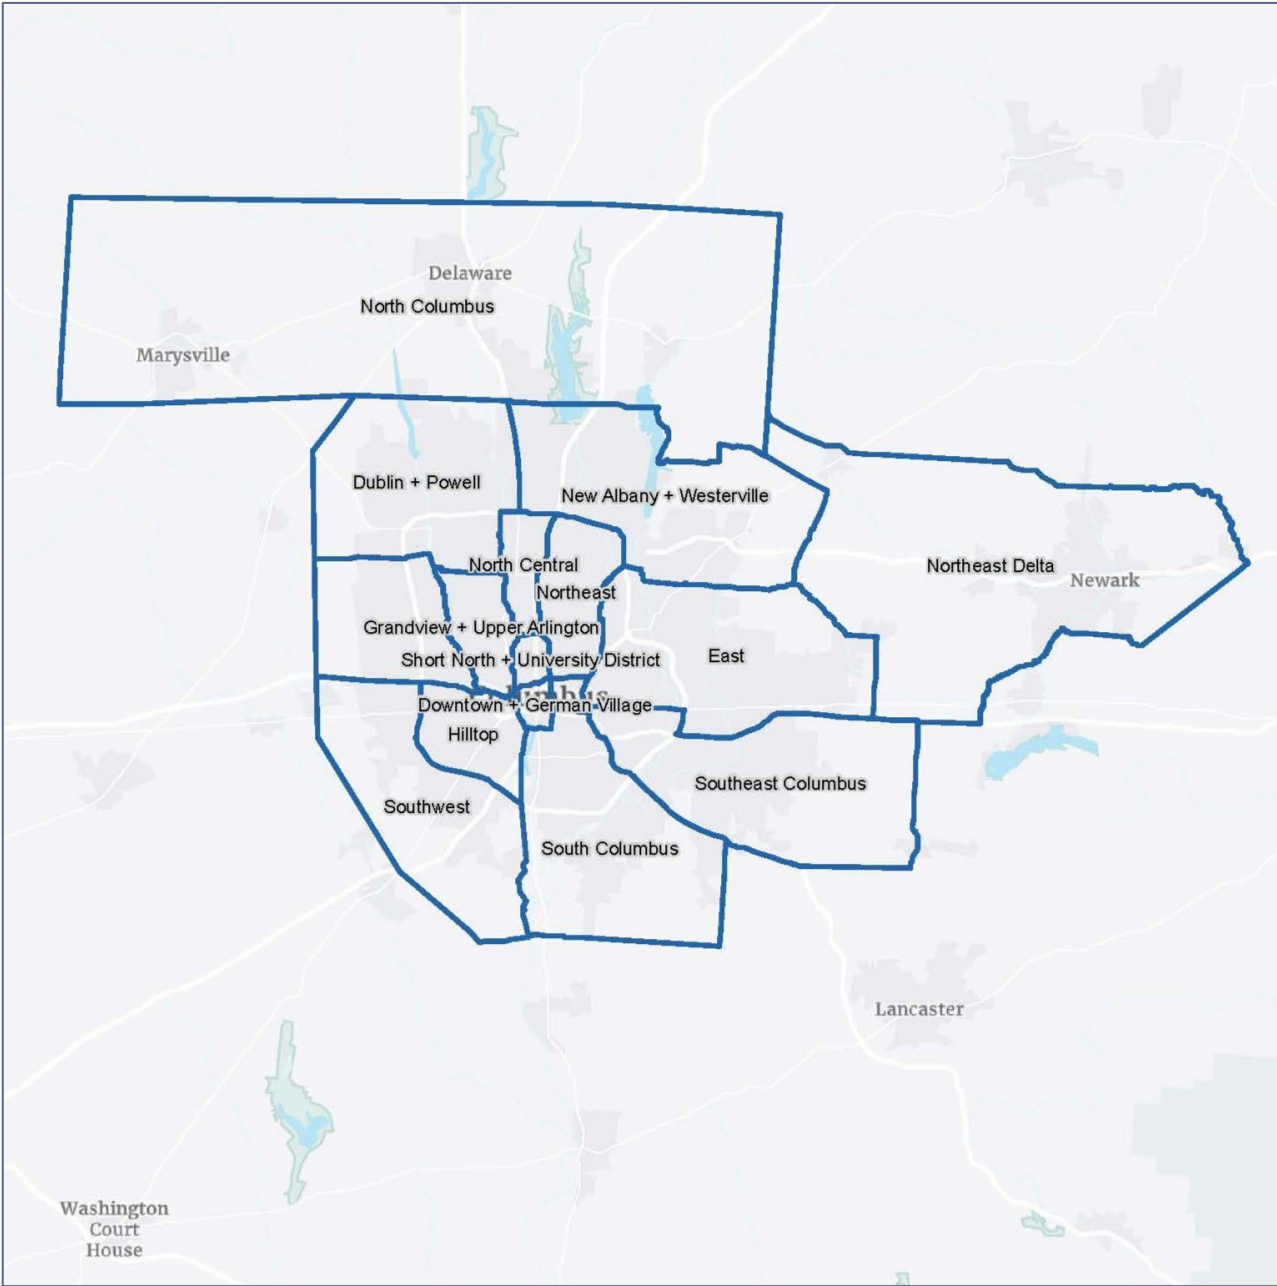 Delaware
North Columbus
Marysville
Dublin + Powell
New Albany + Westerville
North Central
Northeast Delta
Newark
Northeast
Grandview + Upper Arlington
Short North + University District
East
Columbus
Downtown + German Village
Hilltop
Southeast Columbus
Southwest
South Columbus
Lancaster
Washington
Court
House